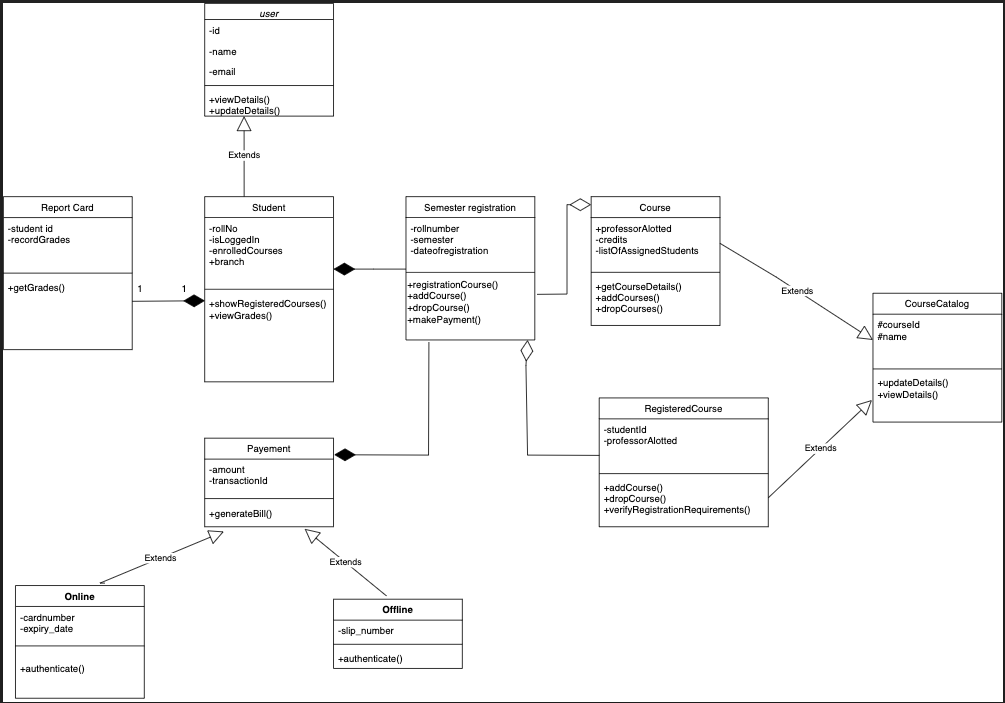 user
-id
-name
-email
+viewDetails()
+updateDetails()
Extends
Report Card
-student id
-recordGrades
+getGrades()
1
1
Student
-rollNo
-isLoggedIn
-enrolledCourses
+branch
+showRegisteredCourses()
+viewGrades()
Semester registration
-rollnumber
-semester
-dateofregistration
+registrationCourse()
+addCourse()
+dropCourse()
+makePayment()
Course
+professorAlotted
-credits
-listOfAssignedStudents
+getCourseDetails()
+addCourses()
+dropCourses()
Extends
CourseCatalog
#courseId
#name
+updateDetails()
+viewDetails()
Extends
RegisteredCourse
-studentId
-professorAlotted
+addCourse()
+dropCourse()
+verifyRegistrationRequirements()
Payement
-amount
-transactionId
+generateBill()
Extends
Extends
Online
-cardnumber
-expiry_date
+authenticate()
Offline
-slip_number
+authenticate()